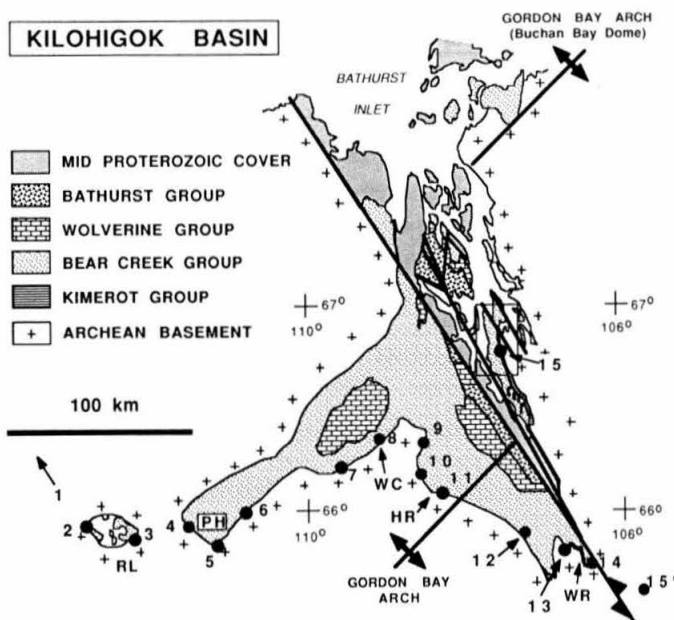 GORDON BAY ARCH
(Buchan Bay Dome)
KILOHIGOK BASIN
BATHURST
INLET
MID PROTEROZOIC COVER
BATHURST GROUP
WOLVERINE GROUP
BEAR CREEK GROUP
KIMEROT GROUP
+ ARCHEAN BASEMENT
67°
110°
67°
106°
100 km
15
1
2
3
RL
4
PH
5
6
7
8
WC
9
10
11
HR
66°
110°
66°
106°
12
13
WR
14
GORDON BAY
ARCH